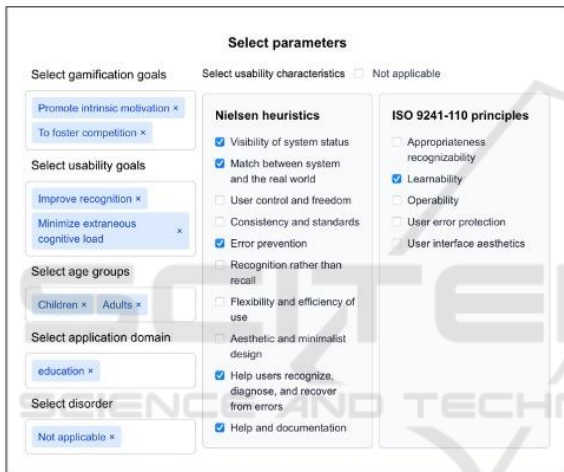 Select parameters
Select gamification goals
Promote intrinsic motivation ×
To foster competition ×
Select usability goals
Improve recognition ×
Minimize extraneous
cognitive load ×
Select age groups
Children × Adults ×
Select application domain
education ×
Select disorder
Not applicable ×
Select usability characteristics Not applicable
Nielsen heuristics
Visibility of system status
Match between system
and the real world
User control and freedom
Consistency and standards
Error prevention
Recognition rather than
recall
Flexibility and efficiency of
use
Aesthetic and minimalist
design
Help users recognize,
diagnose, and recover
from errors
Help and documentation
ISO 9241-110 principles
Appropriateness
recognizability
Learnability
Operability
User error protection
User interface aesthetics
SCITE
SCIENCE AND TECH